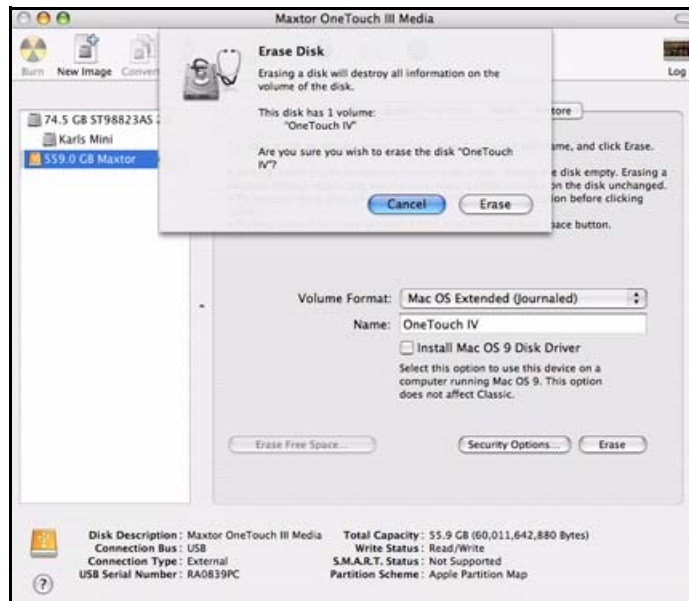 Maxtor OneTouch III Media
Burn
New Image
Convert
Log
Erase Disk
Erasing a disk will destroy all information on the
volume of the disk.
This disk has 1 volume:
"OneTouch IV"
Are you sure you wish to erase the disk "OneTouch
IV"?
Cancel
Erase
74.5 GB ST98823AS
Karls Mini
559.0 GB Maxtor
tore
ame, and click Erase.
e disk empty. Erasing a
on the disk unchanged.
ion before clicking
pace button.
Volume Format: Mac OS Extended (Journaled)
Name: OneTouch IV
Install Mac OS 9 Disk Driver
Select this option to use this device on a
computer running Mac OS 9. This option
does not affect Classic.
Erase Free Space...
Security Options...
Erase
Disk Description : Maxtor OneTouch III Media
Connection Bus : USB
Connection Type : External
USB Serial Number : RA0839PC
Total Capacity : 55.9 GB (60,011,642,880 Bytes)
Write Status : Read/Write
S.M.A.R.T. Status : Not Supported
Partition Scheme : Apple Partition Map
?